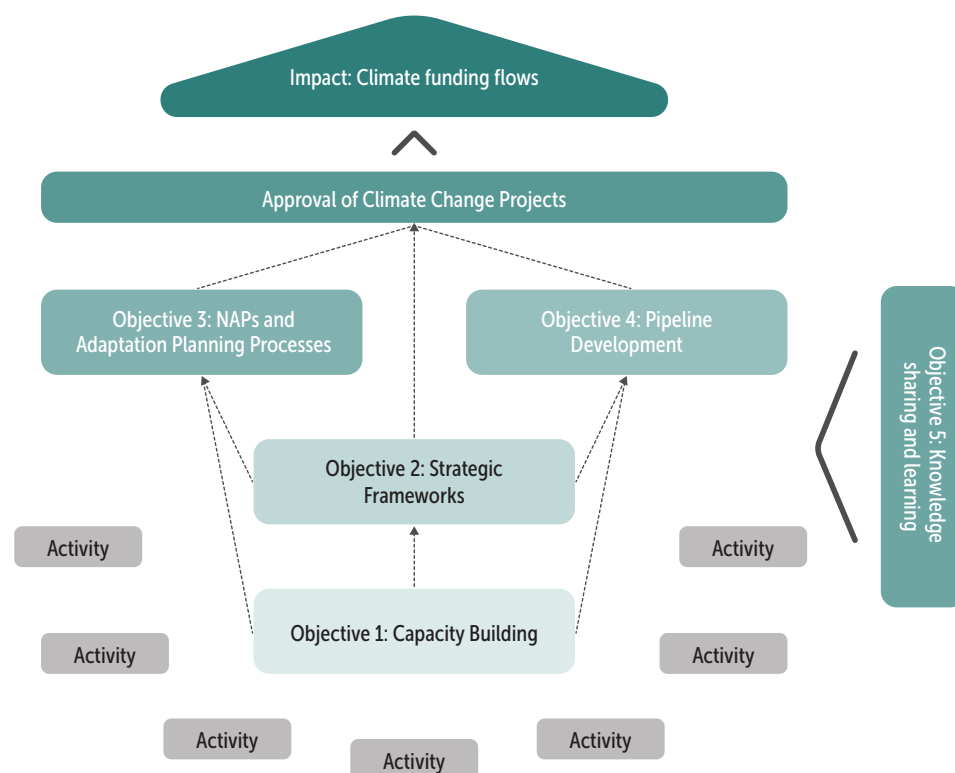 Impact: Climate funding flows
Approval of Climate Change Projects
Objective 3: NAPs and
Adaptation Planning Processes
Objective 4: Pipeline
Development
Objective 5: Knowledge
sharing and learning
Objective 2: Strategic
Frameworks
Activity
Activity
Objective 1: Capacity Building
Activity
Activity
Activity
Activity
Activity